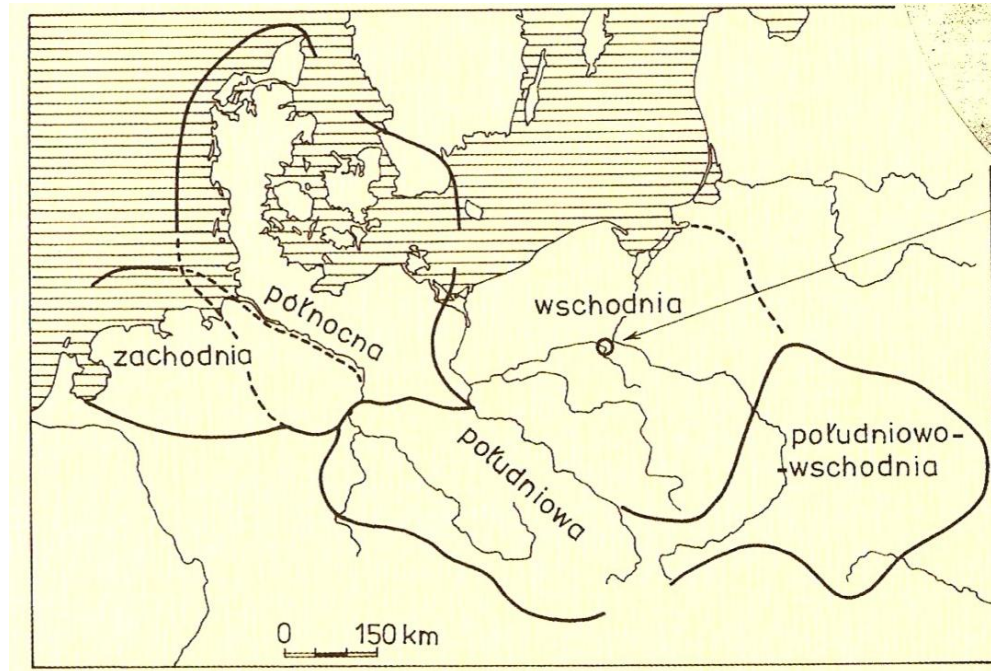 północna
wschodnia
zachodnia
południowo-
-wschodnia
południowa
0 150 km